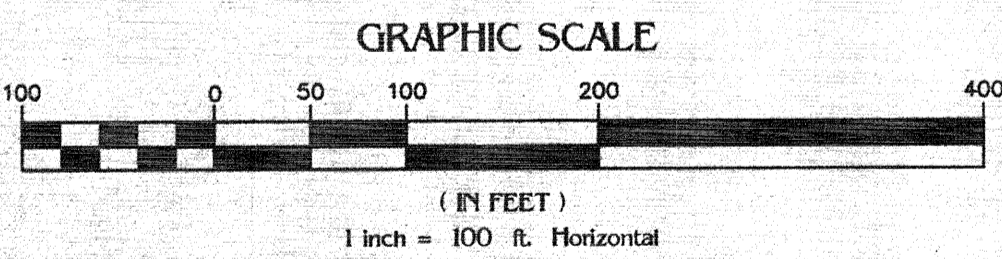 GRAPHIC SCALE
100 0 50 100 200 400
( IN FEET )
1 inch = 100 ft. Horizontal